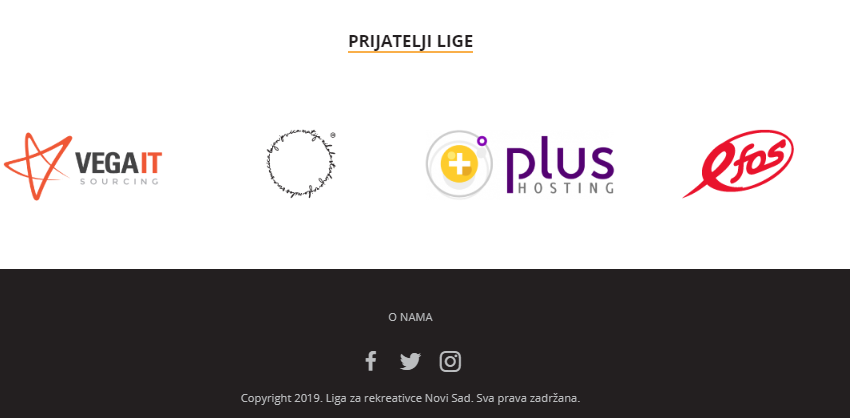 PRIJATELJI LIGE
VEGAIT
SOURCING
®
plus
HOSTING
efos
O NAMA
Copyright 2019. Liga za rekreativce Novi Sad. Sva prava zadržana.